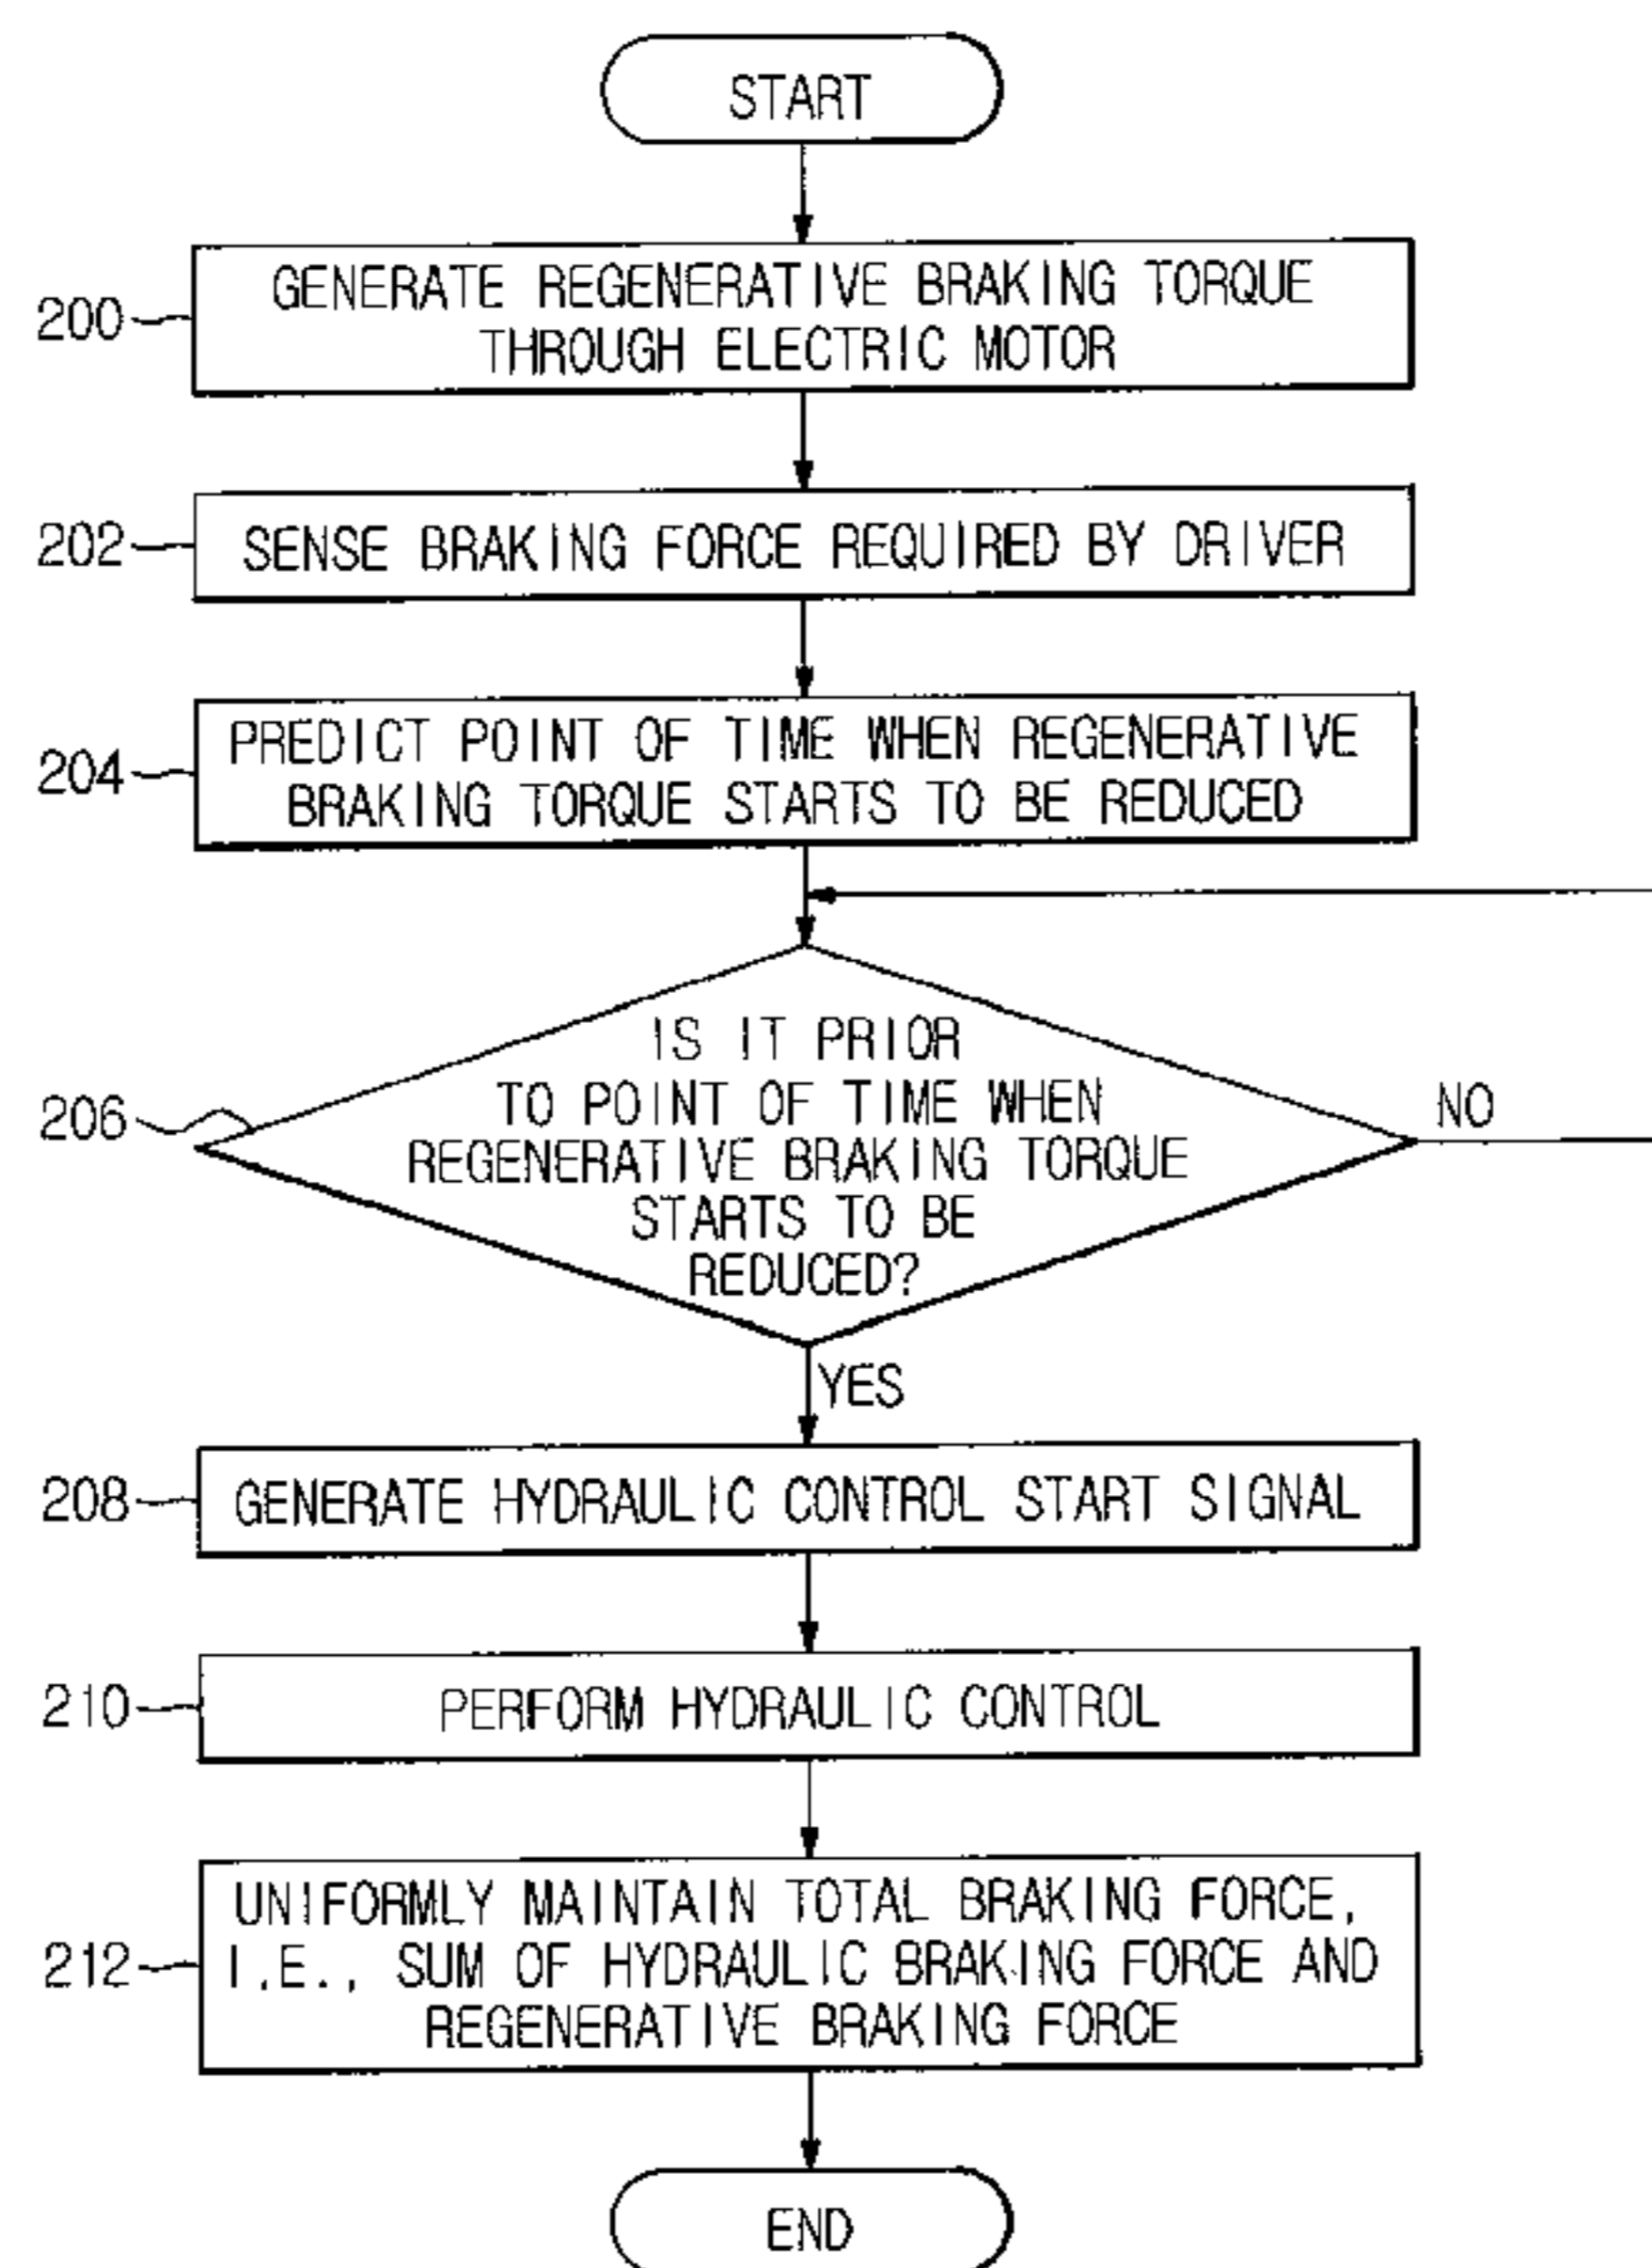 START
200
GENERATE REGENERATIVE BRAKING TORQUE
THROUGH ELECTRIC MOTOR
202
SENSE BRAKING FORCE REQUIRED BY DRIVER
204
PREDICT POINT OF TIME WHEN REGENERATIVE
BRAKING TORQUE STARTS TO BE REDUCED
206
IS IT PRIOR
TO POINT OF TIME WHEN
REGENERATIVE BRAKING TORQUE
STARTS TO BE
REDUCED?
NO
YES
208
GENERATE HYDRAULIC CONTROL START SIGNAL
210
PERFORM HYDRAULIC CONTROL
212
UNIFORMLY MAINTAIN TOTAL BRAKING FORCE,
I.E., SUM OF HYDRAULIC BRAKING FORCE AND
REGENERATIVE BRAKING FORCE
END